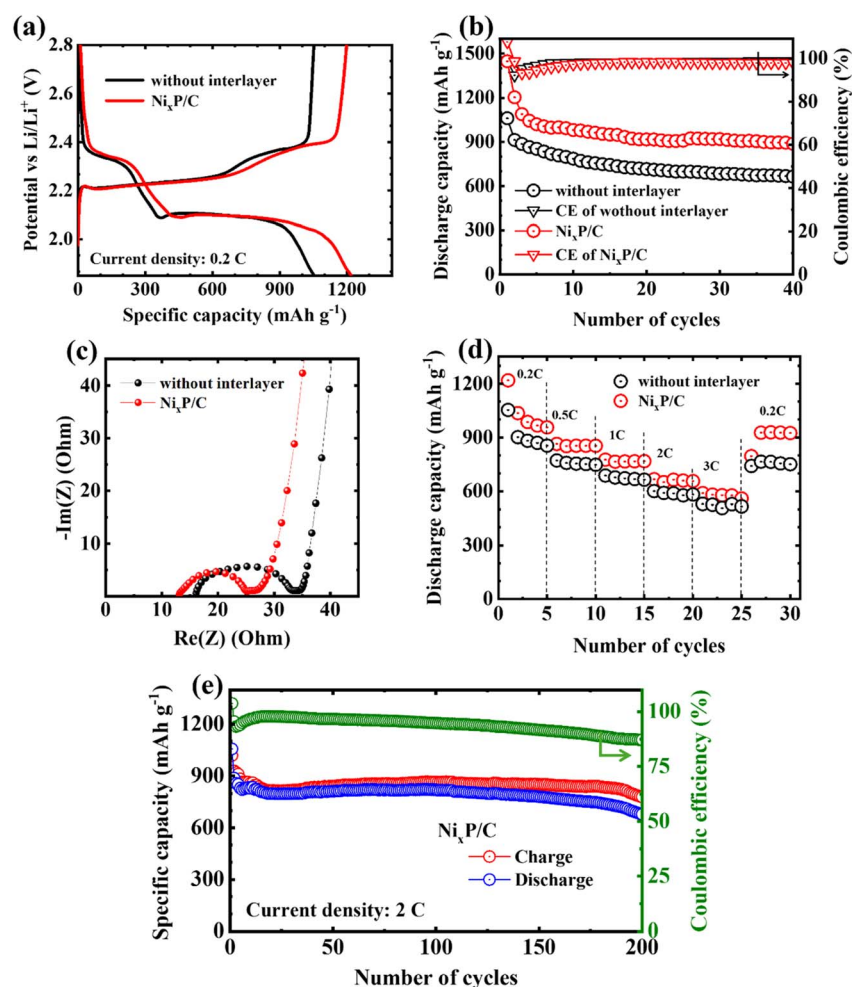 (a)
Potential vs Li/Li⁺ (V)
2.8
2.6
2.4
2.2
2.0
without interlayer
NiₓP/C
Current density: 0.2 C
0 300 600 900 1200
Specific capacity (mAh g⁻¹)
(b)
Discharge capacity (mAh g⁻¹)
1500
1200
900
600
300
0
without interlayer
CE of wothout interlayer
NiₓP/C
CE of NiₓP/C
0 10 20 30 40
Number of cycles
100
80
60
40
20
0
Coulombic efficiency (%)
(c)
-Im(Z) (Ohm)
40
30
20
10
without interlayer
NiₓP/C
0 10 20 30 40
Re(Z) (Ohm)
(d)
Discharge capacity (mAh g⁻¹)
1200
900
600
300
0
0.2C
0.5C
1C
2C
3C
0.2C
without interlayer
NiₓP/C
0 5 10 15 20 25 30
Number of cycles
(e)
Specific capacity (mAh g⁻¹)
1200
900
600
300
0
NiₓP/C
Charge
Discharge
Current density: 2 C
0 50 100 150 200
Number of cycles
100
75
50
25
0
Coulombic efficiency (%)